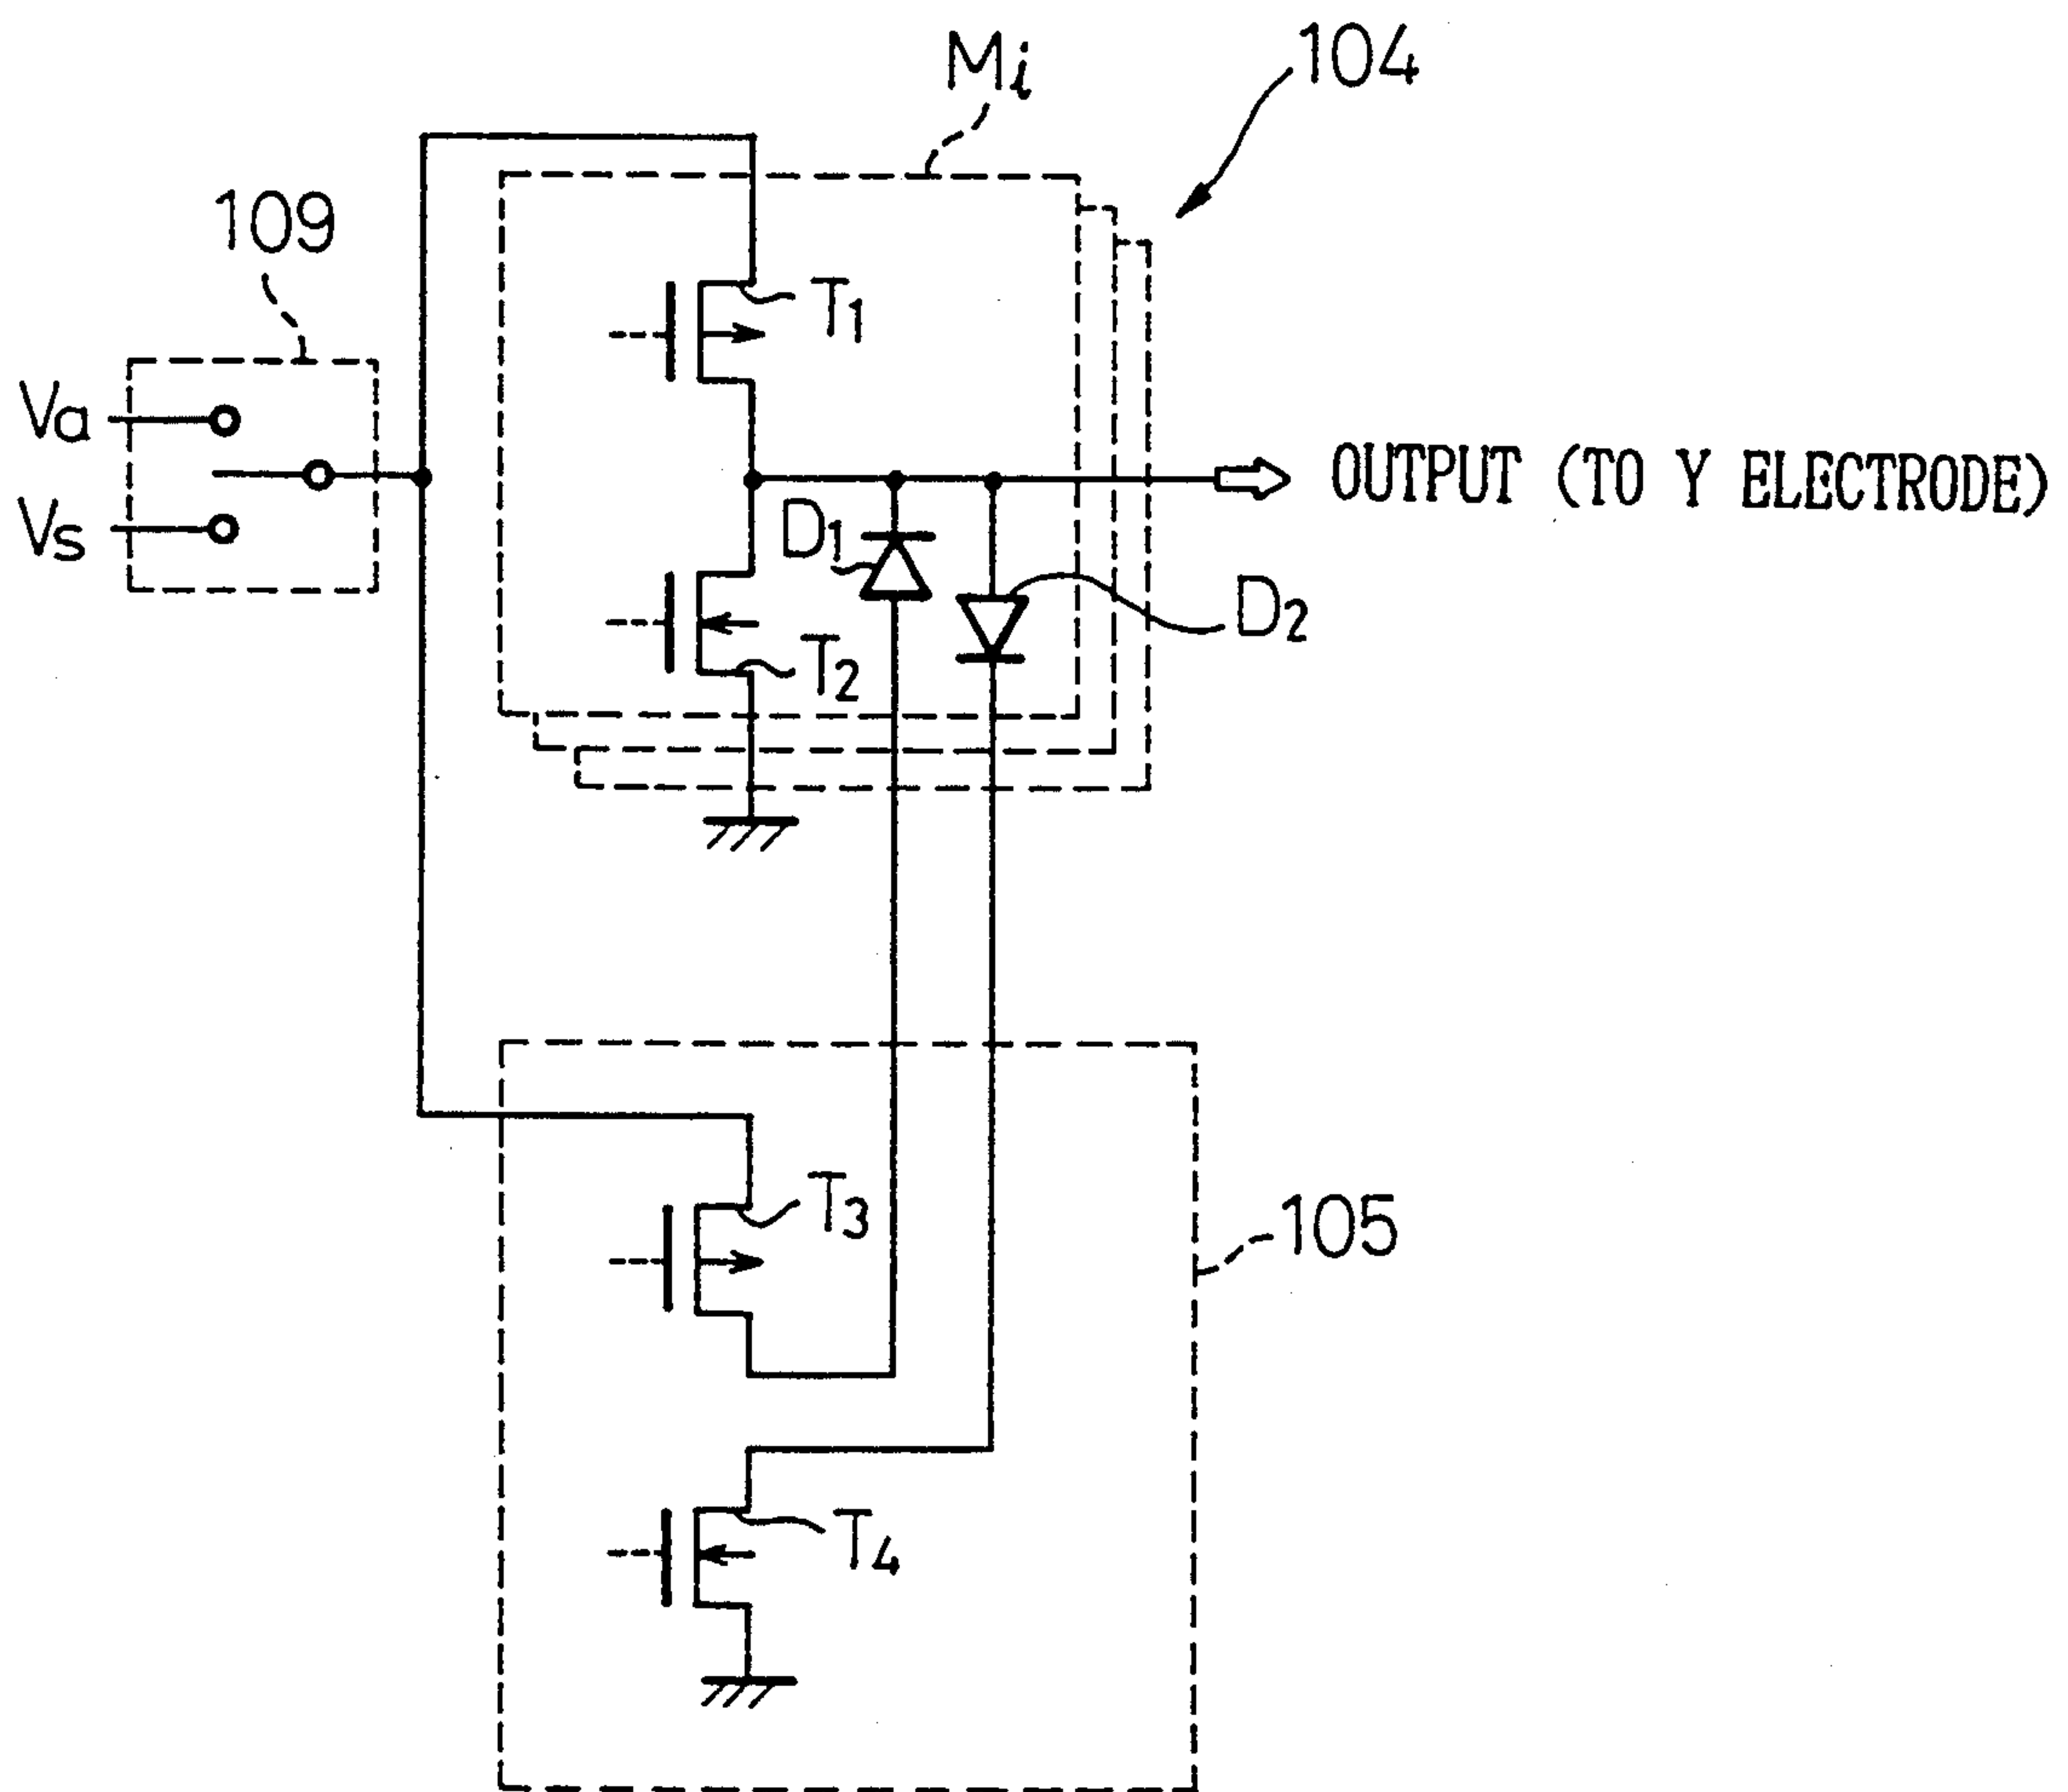 Mi
104
109
T1
Va
Vs
OUTPUT (TO Y ELECTRODE)
D1
D2
T2
T3
105
T4